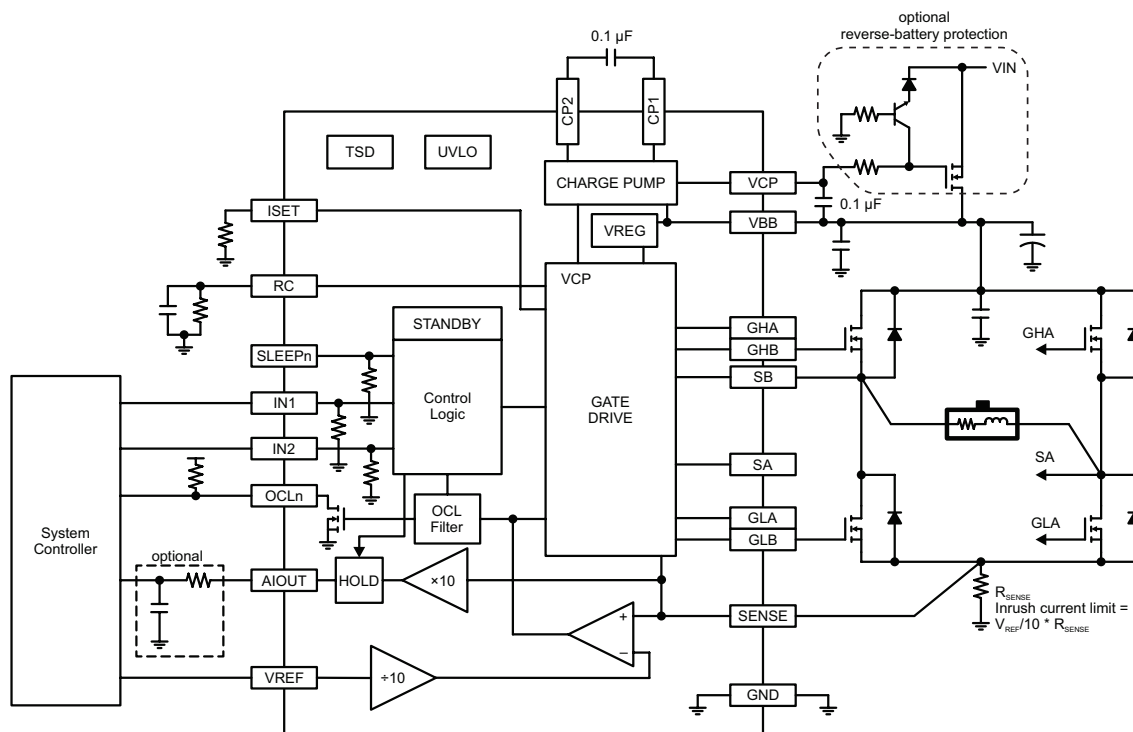 optional
reverse-battery protection
0.1 µF
VIN
CP2
CP1
TSD
UVLO
CHARGE PUMP
VCP
0.1 µF
ISET
VREG
VBB
VCP
RC
STANDBY
GHA
GHA
GHB
SLEEPn
SB
Control
Logic
GATE
DRIVE
IN1
IN2
SA
SA
OCLn
OCL
Filter
GLA
GLA
GLB
System
Controller
optional
AIOUT
HOLD
×10
RSENSE
Inrush current limit =
VREF/10 * RSENSE
+
SENSE
–
VREF
÷10
GND